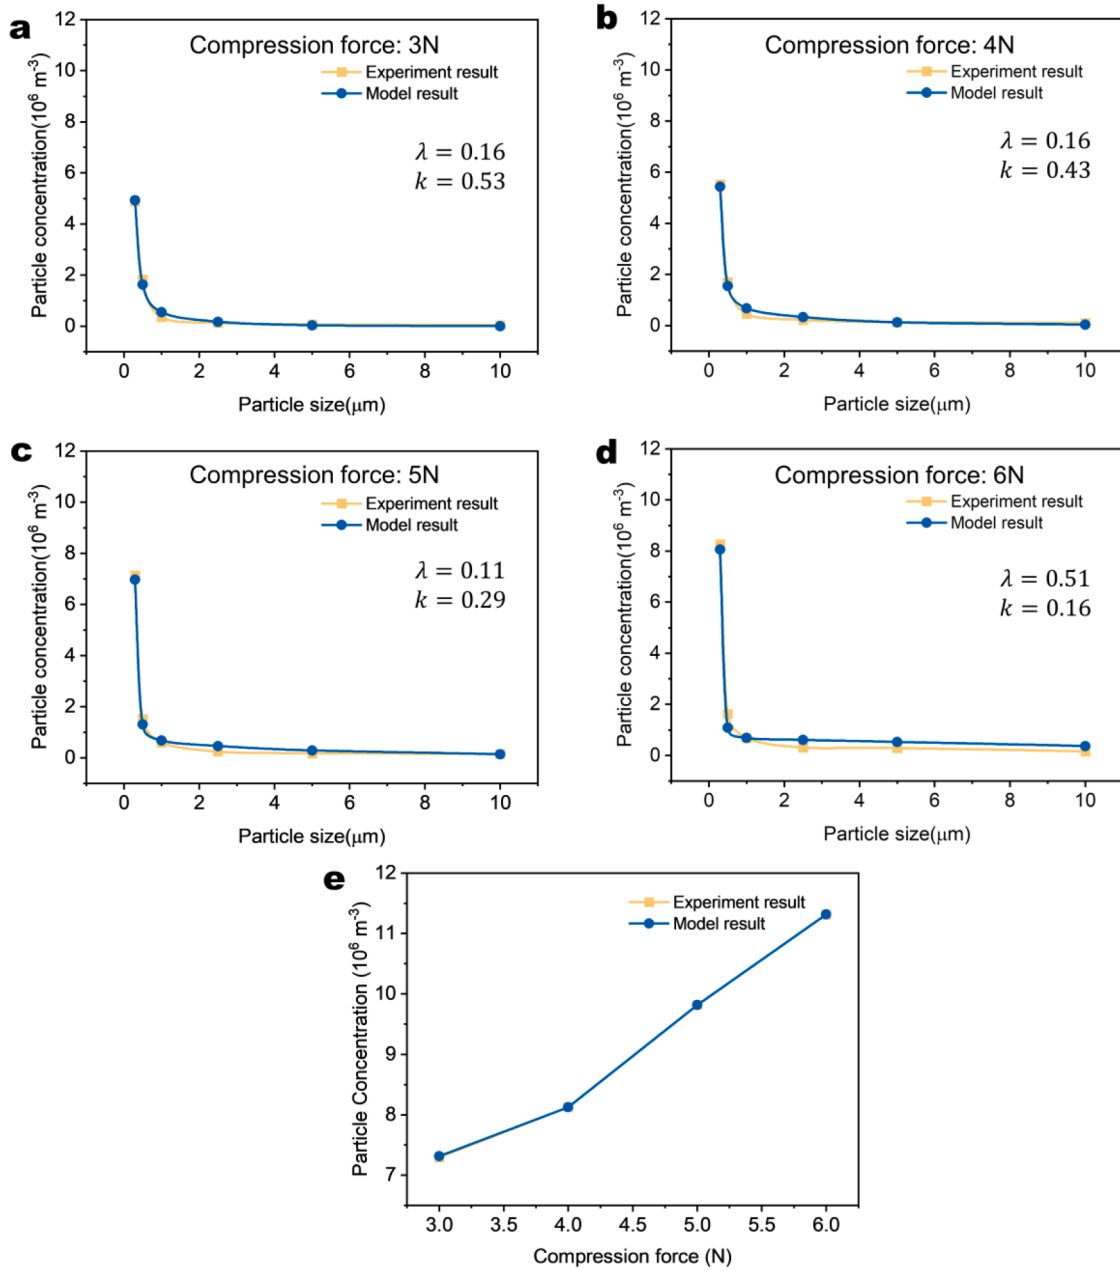 a
Compression force: 3N
Experiment result
Model result
λ = 0.16
k = 0.53
Particle concentration(10⁶ m⁻³)
12
10
8
6
4
2
0
0 2 4 6 8 10
Particle size(μm)
b
Compression force: 4N
Experiment result
Model result
λ = 0.16
k = 0.43
Particle concentration(10⁶ m⁻³)
12
10
8
6
4
2
0
0 2 4 6 8 10
Particle size(μm)
c
Compression force: 5N
Experiment result
Model result
λ = 0.11
k = 0.29
Particle concentration(10⁶ m⁻³)
12
10
8
6
4
2
0
0 2 4 6 8 10
Particle size(μm)
d
Compression force: 6N
Experiment result
Model result
λ = 0.51
k = 0.16
Particle concentration(10⁶ m⁻³)
12
10
8
6
4
2
0
0 2 4 6 8 10
Particle size(μm)
e
Experiment result
Model result
Particle Concentration (10⁶ m⁻³)
12
11
10
9
8
7
3.0 3.5 4.0 4.5 5.0 5.5 6.0
Compression force (N)